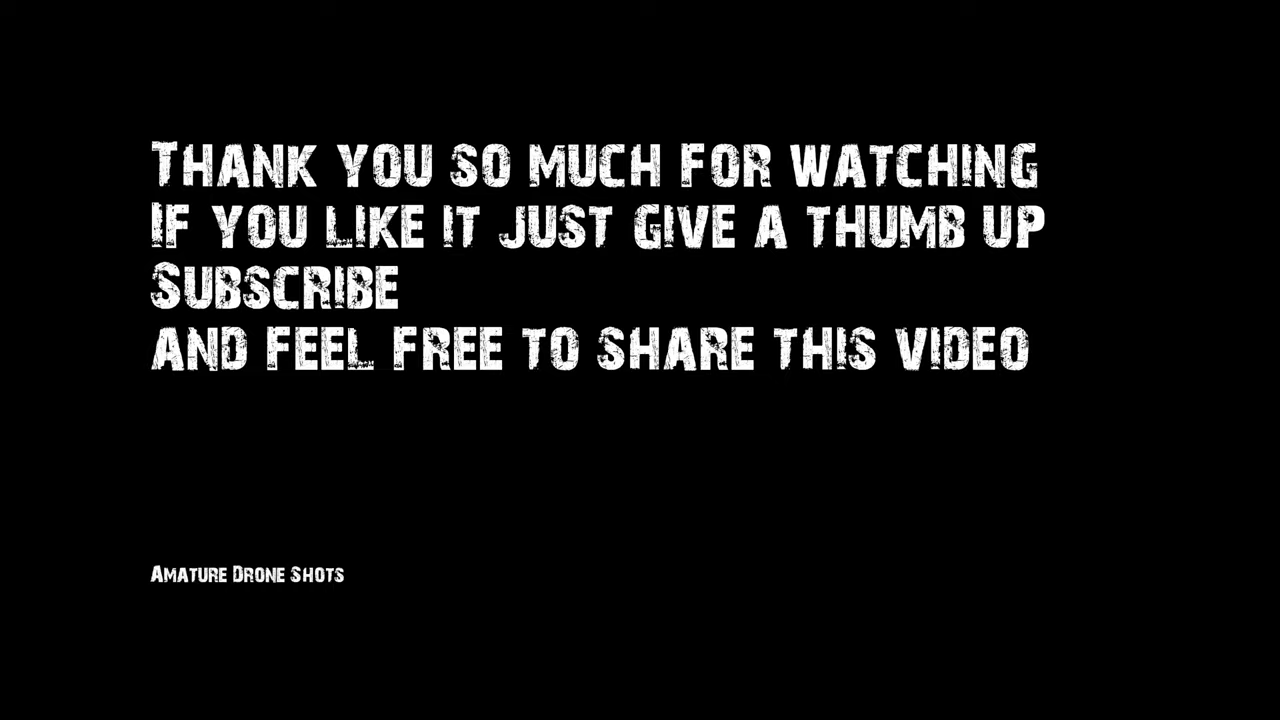 Thank you so much for watching
If you like it just give a thumb up
Subscribe
and feel free to share this video
Amature Drone Shots